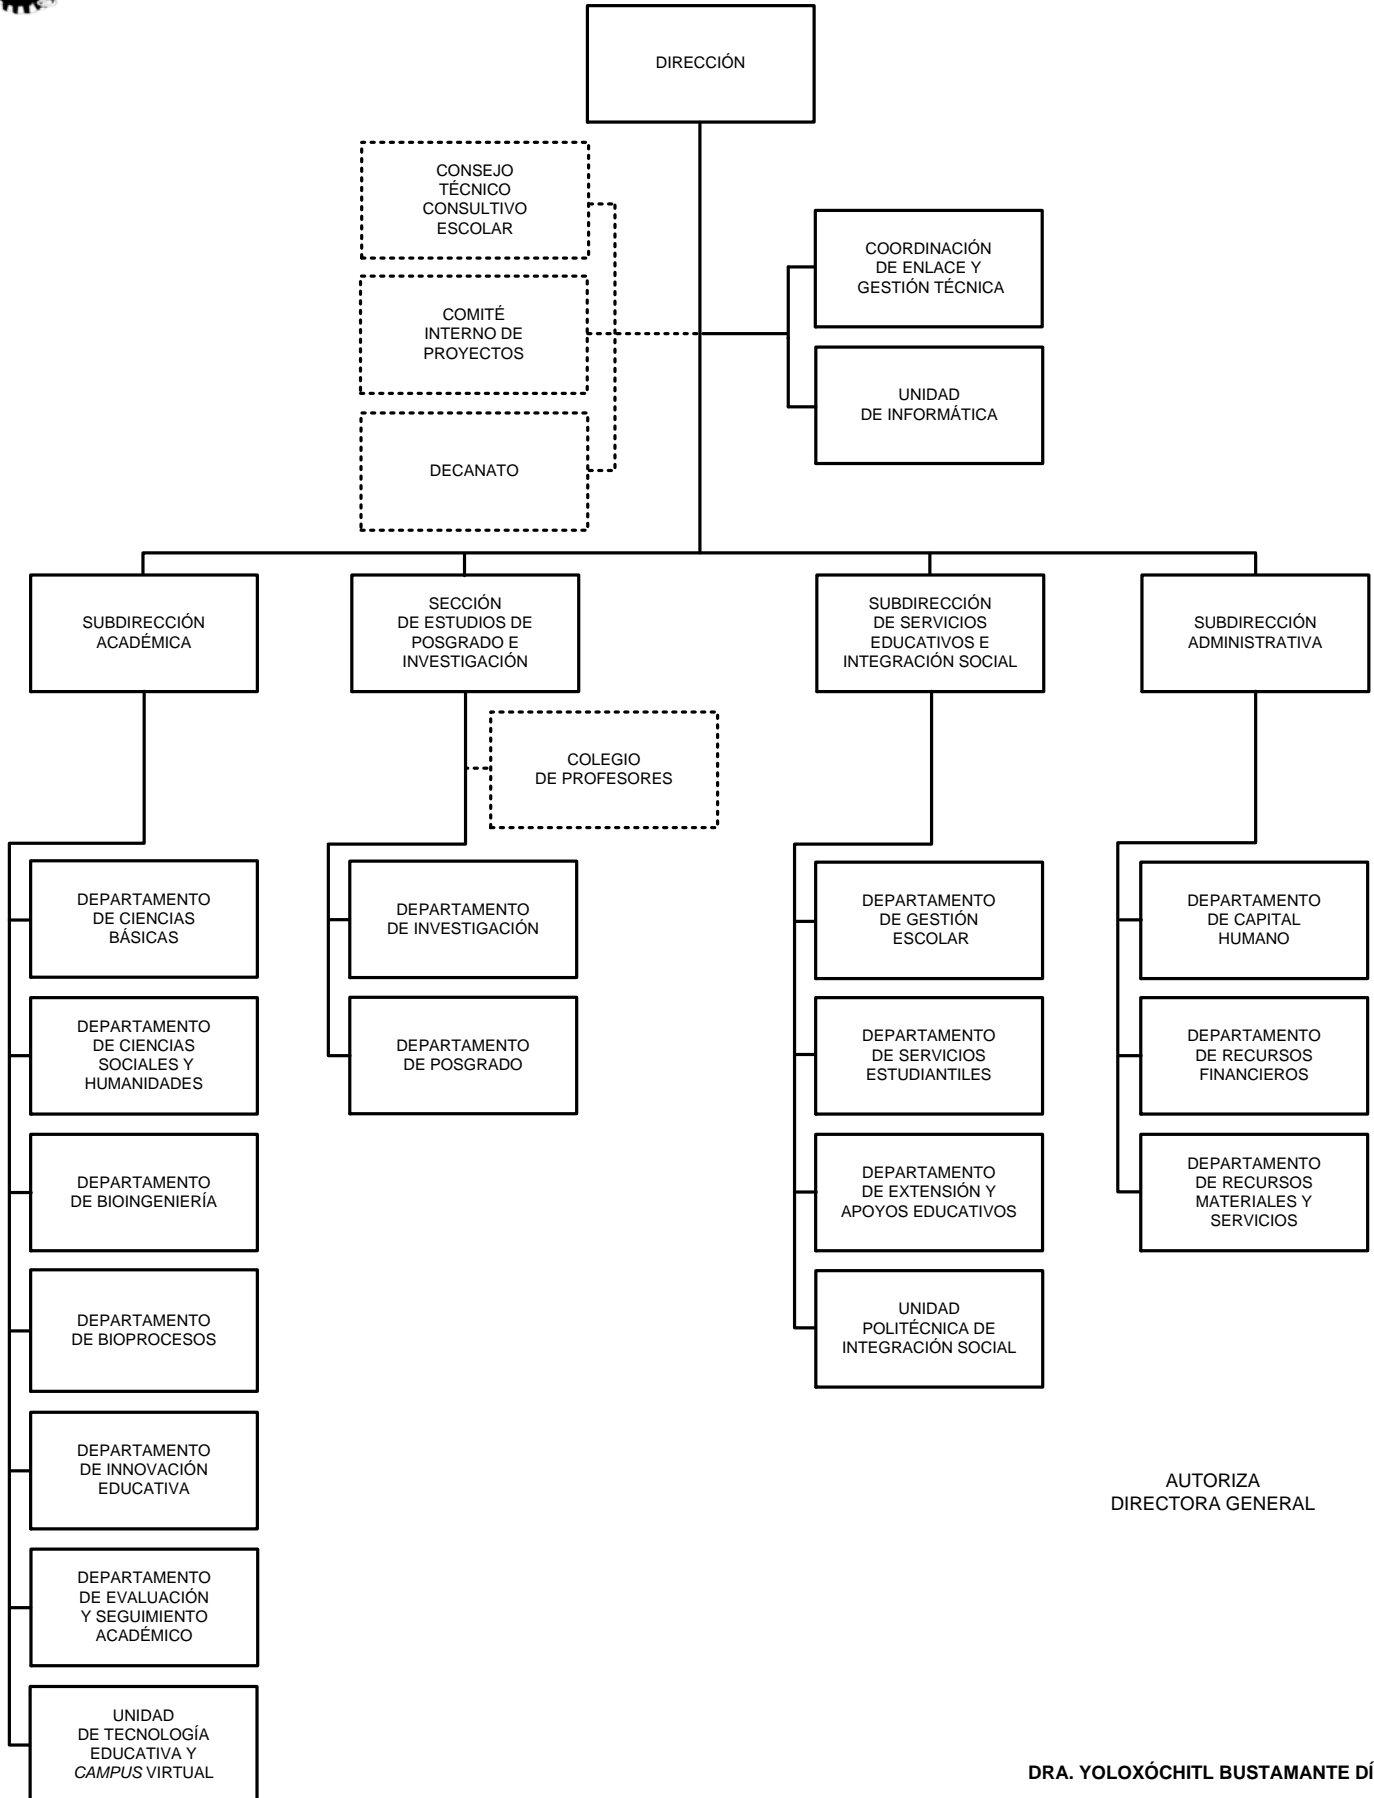 DIRECCIÓN
CONSEJO
TÉCNICO
CONSULTIVO
ESCOLAR
COORDINACIÓN
DE ENLACE Y
GESTIÓN TÉCNICA
COMITÉ
INTERNO DE
PROYECTOS
UNIDAD
DE INFORMÁTICA
DECANATO
SUBDIRECCIÓN
ACADÉMICA
SECCIÓN
DE ESTUDIOS DE
POSGRADO E
INVESTIGACIÓN
SUBDIRECCIÓN
DE SERVICIOS
EDUCATIVOS E
INTEGRACIÓN SOCIAL
SUBDIRECCIÓN
ADMINISTRATIVA
COLEGIO
DE PROFESORES
DEPARTAMENTO
DE CIENCIAS
BÁSICAS
DEPARTAMENTO
DE INVESTIGACIÓN
DEPARTAMENTO
DE GESTIÓN
ESCOLAR
DEPARTAMENTO
DE CAPITAL
HUMANO
DEPARTAMENTO
DE CIENCIAS
SOCIALES Y
HUMANIDADES
DEPARTAMENTO
DE POSGRADO
DEPARTAMENTO
DE SERVICIOS
ESTUDIANTILES
DEPARTAMENTO
DE RECURSOS
FINANCIEROS
DEPARTAMENTO
DE BIOINGENIERÍA
DEPARTAMENTO
DE EXTENSIÓN Y
APOYOS EDUCATIVOS
DEPARTAMENTO
DE RECURSOS
MATERIALES Y
SERVICIOS
DEPARTAMENTO
DE BIOPROCESOS
UNIDAD
POLITÉCNICA DE
INTEGRACIÓN SOCIAL
DEPARTAMENTO
DE INNOVACIÓN
EDUCATIVA
AUTORIZA
DIRECTORA GENERAL
DEPARTAMENTO
DE EVALUACIÓN
Y SEGUIMIENTO
ACADÉMICO
UNIDAD
DE TECNOLOGÍA
EDUCATIVA Y
CAMPUS VIRTUAL
DRA. YOLOXÓCHITL BUSTAMANTE DÍ